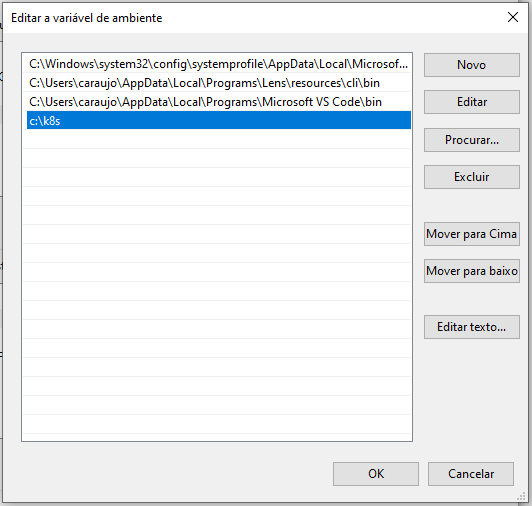 Editar a variável de ambiente
C:\Windows\system32\config\systemprofile\AppData\Local\Microsof...
C:\Users\caraujo\AppData\Local\Programs\Lens\resources\cli\bin
C:\Users\caraujo\AppData\Local\Programs\Microsoft VS Code\bin
c:\k8s
Novo
Editar
Procurar...
Excluir
Mover para Cima
Mover para baixo
Editar texto...
OK
Cancelar